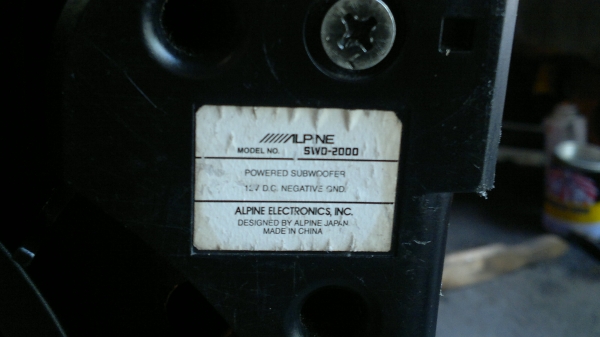 ALPINE
MODEL NO. SWD-2000
POWERED SUBWOOFER
12V D.C. NEGATIVE GND
ALPINE ELECTRONICS, INC.
DESIGNED BY ALPINE JAPAN
MADE IN CHINA